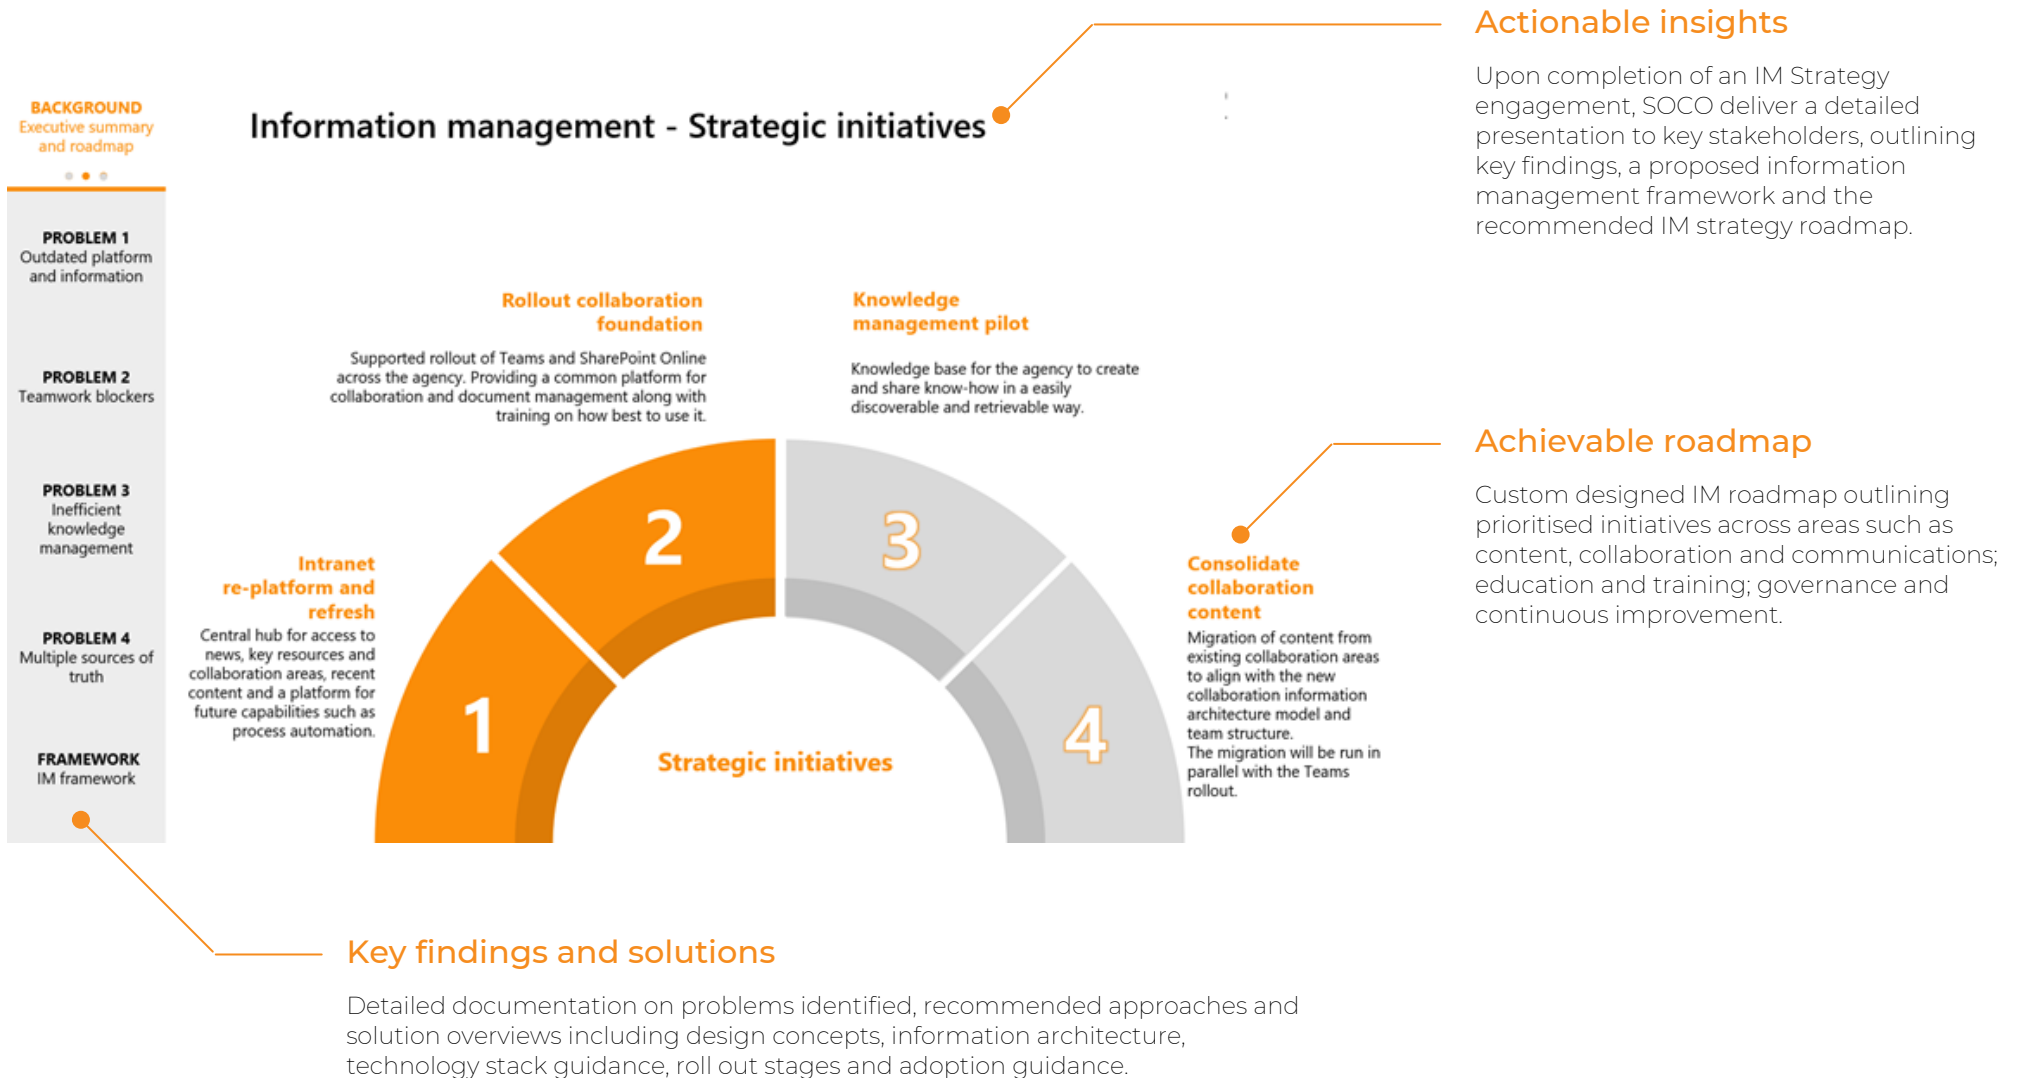 Actionable insights
Upon completion of an IM Strategy
engagement, SOCO deliver a detailed
presentation to key stakeholders, outlining
key findings, a proposed information
management framework and the
recommended IM strategy roadmap.
BACKGROUND
Executive summary
and roadmap
Information management - Strategic initiatives
PROBLEM 1
Outdated platform
and information
PROBLEM 2
Teamwork blockers
PROBLEM 3
Inefficient
knowledge
management
PROBLEM 4
Multiple sources of
truth
FRAMEWORK
IM framework
Rollout collaboration
foundation
Supported rollout of Teams and SharePoint Online
across the agency. Providing a common platform for
collaboration and document management along with
training on how best to use it.
Knowledge
management pilot
Knowledge base for the agency to create
and share know-how in a easily
discoverable and retrievable way.
Achievable roadmap
Custom designed IM roadmap outlining
prioritised initiatives across areas such as
content, collaboration and communications;
education and training; governance and
continuous improvement.
Intranet
re-platform and
refresh
Central hub for access to
news, key resources and
collaboration areas, recent
content and a platform for
future capabilities such as
process automation.
1
2
3
4
Strategic initiatives
Consolidate
collaboration
content
Migration of content from
existing collaboration areas
to align with the new
collaboration information
architecture model and
team structure.
The migration will be run in
parallel with the Teams
rollout.
Key findings and solutions
Detailed documentation on problems identified, recommended approaches and
solution overviews including design concepts, information architecture,
technology stack guidance, roll out stages and adoption guidance.